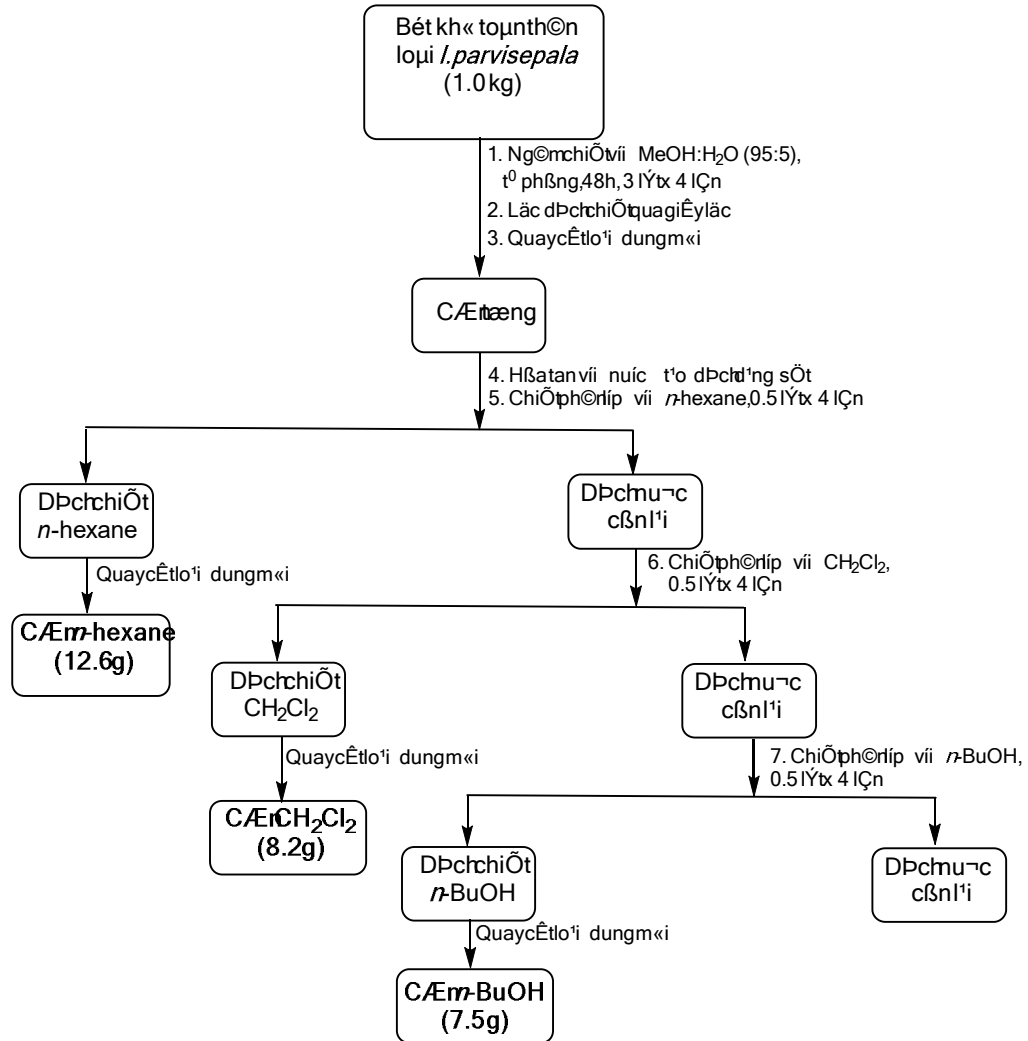 Bét kh« toµnth©n
loµi I.parvisepala
(1.0kg)
1. Ng©mchiÕtvíi MeOH:H₂O (95:5),
t⁰ phßng,48h,3 lÝtx 4 lÇn
2. Läc dÞchchiÕtquagiÊyläc
3. QuaycÊtlo¹i dungm«i
CÆntæng
4. Hßatanvíi nuíc t¹o dÞchd¹ng sÖt
5. ChiÕtph©nlíp víi n-hexane,0.5 lÝtx 4 lÇn
DÞchchiÕt
n-hexane
DÞchnu¬c
cßnl¹i
QuaycÊtlo¹i dungm«i
6. ChiÕtph©nlíp víi CH₂Cl₂,
0.5 lÝtx 4 lÇn
CÆnn-hexane
(12.6g)
DÞchchiÕt
CH₂Cl₂
DÞchnu¬c
cßnl¹i
QuaycÊtlo¹i dungm«i
7. ChiÕtph©nlíp víi n-BuOH,
0.5 lÝtx 4 lÇn
CÆnCH₂Cl₂
(8.2g)
DÞchchiÕt
n-BuOH
DÞchnu¬c
cßnl¹i
QuaycÊtlo¹i dungm«i
CÆnn-BuOH
(7.5g)